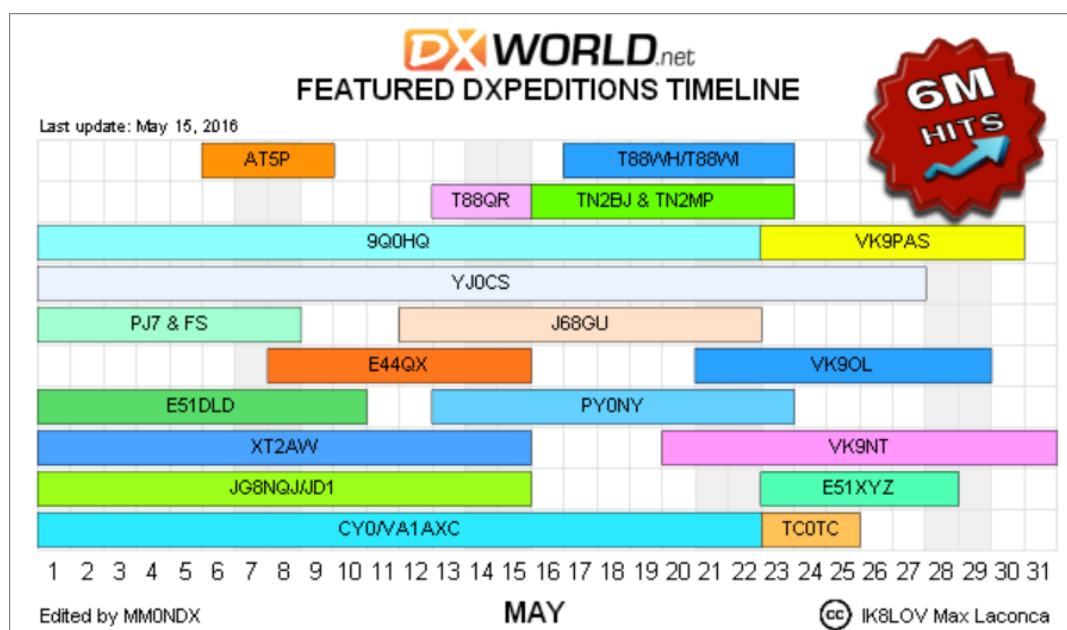 DXWORLD.net
FEATURED DXPEDITIONS TIMELINE
6M
HITS
Last update: May 15, 2016
AT5P T88WH/T88WI
T88QR TN2BJ & TN2MP
9Q0HQ VK9PAS
YJ0CS
PJ7 & FS J68GU
E44QX VK9OL
E51DLD PY0NY
XT2AW VK9NT
JG8NQJ/JD1 E51XYZ
CY0/VA1AXC TC0TC
1 2 3 4 5 6 7 8 9 10 11 12 13 14 15 16 17 18 19 20 21 22 23 24 25 26 27 28 29 30 31
Edited by MM0NDX MAY cc IK8LOV Max Laconca